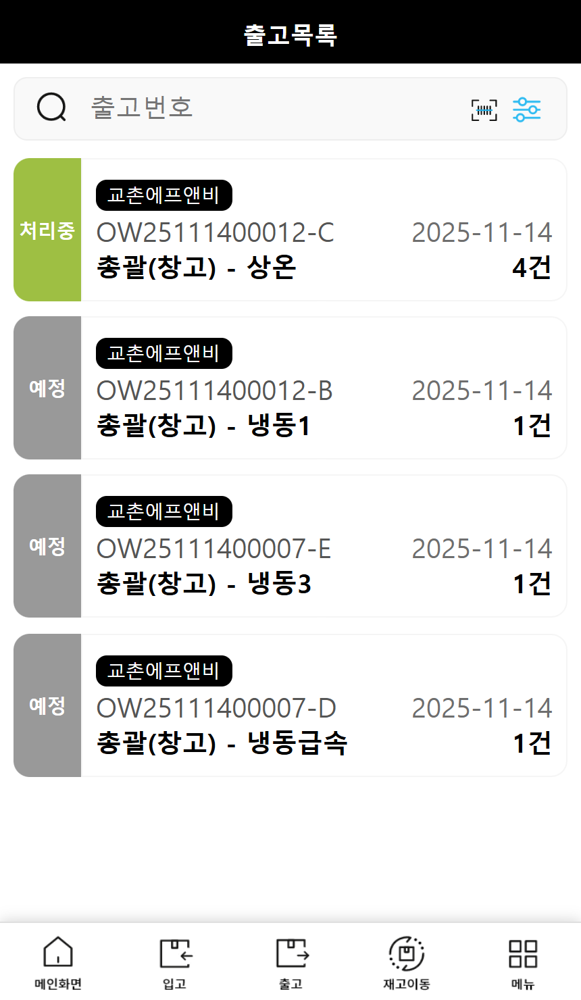 출고목록
출고번호
처리중
교촌에프앤비
OW25111400012-C 2025-11-14
총괄(창고) - 상온 4건
예정
교촌에프앤비
OW25111400012-B 2025-11-14
총괄(창고) - 냉동1 1건
예정
교촌에프앤비
OW25111400007-E 2025-11-14
총괄(창고) - 냉동3 1건
예정
교촌에프앤비
OW25111400007-D 2025-11-14
총괄(창고) - 냉동급속 1건
메인화면 입고 출고 재고이동 메뉴